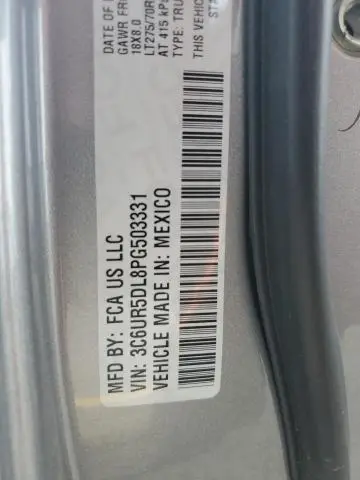 DATE OF
GAWR FR
18X8.0
LT275/70R
AT 415 kPa
TYPE: TRU
THIS VEHIC
STA
MFD BY: FCA US LLC
VIN: 3C6UR5DL8PG503331
VEHICLE MADE IN: MEXICO